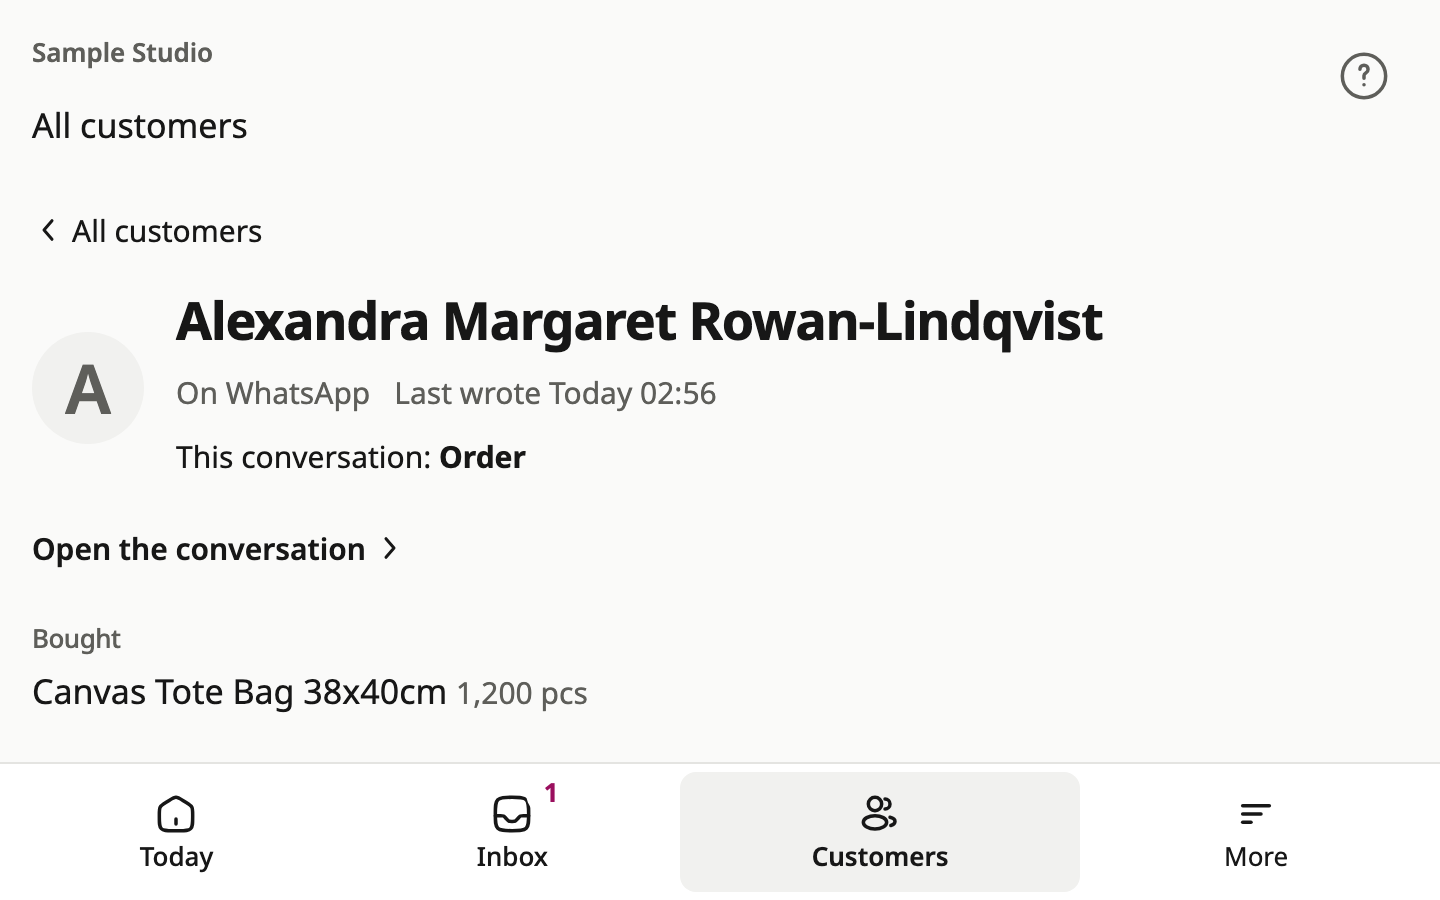 Sample Studio
?
All customers
All customers
Alexandra Margaret Rowan-Lindqvist
A
On WhatsApp Last wrote Today 02:56
This conversation: Order
Open the conversation
Bought
Canvas Tote Bag 38x40cm 1,200 pcs
1
Today
Inbox
Customers
More